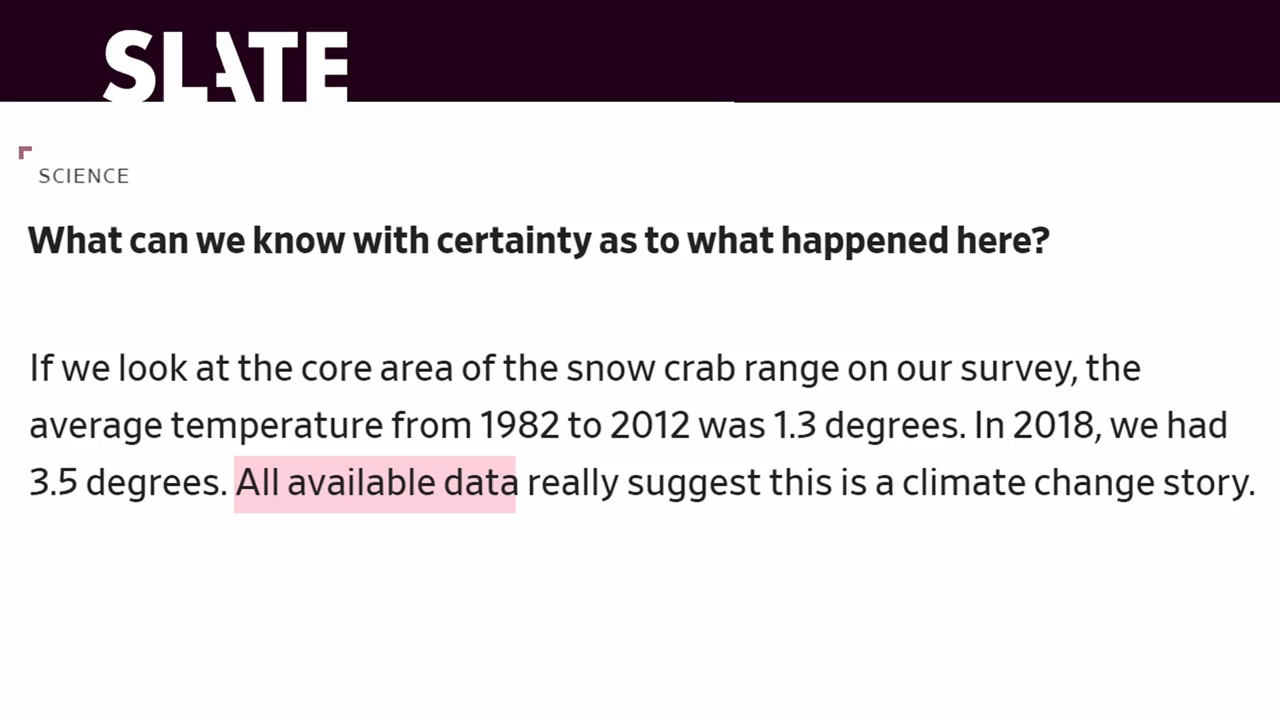 SLATE
SCIENCE
What can we know with certainty as to what happened here?
If we look at the core area of the snow crab range on our survey, the
average temperature from 1982 to 2012 was 1.3 degrees. In 2018, we had
3.5 degrees. All available data really suggest this is a climate change story.